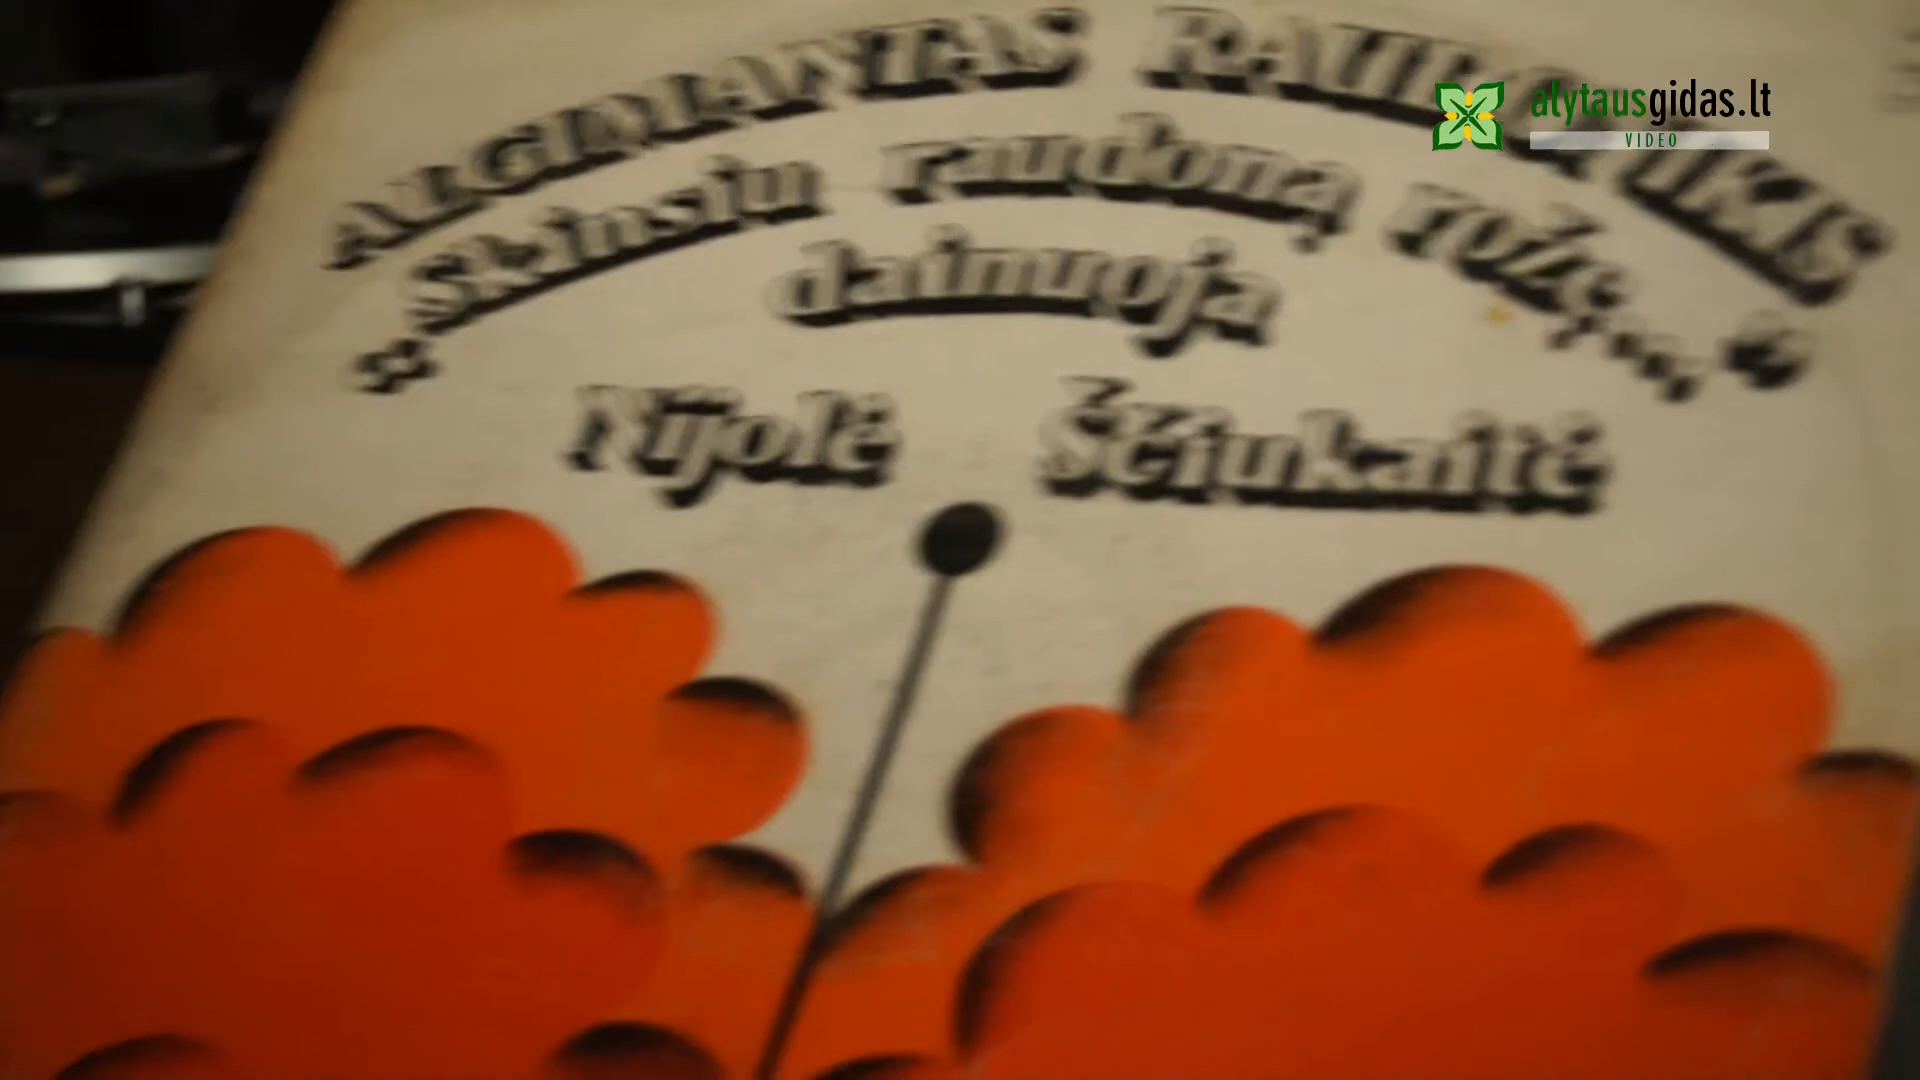 ALGIMANTAS RAUDONIKIS
„Skinsiu raudoną rožę...“
dainuoja
Nijolė Ščiukaitė
alytausgidas.lt
VIDEO